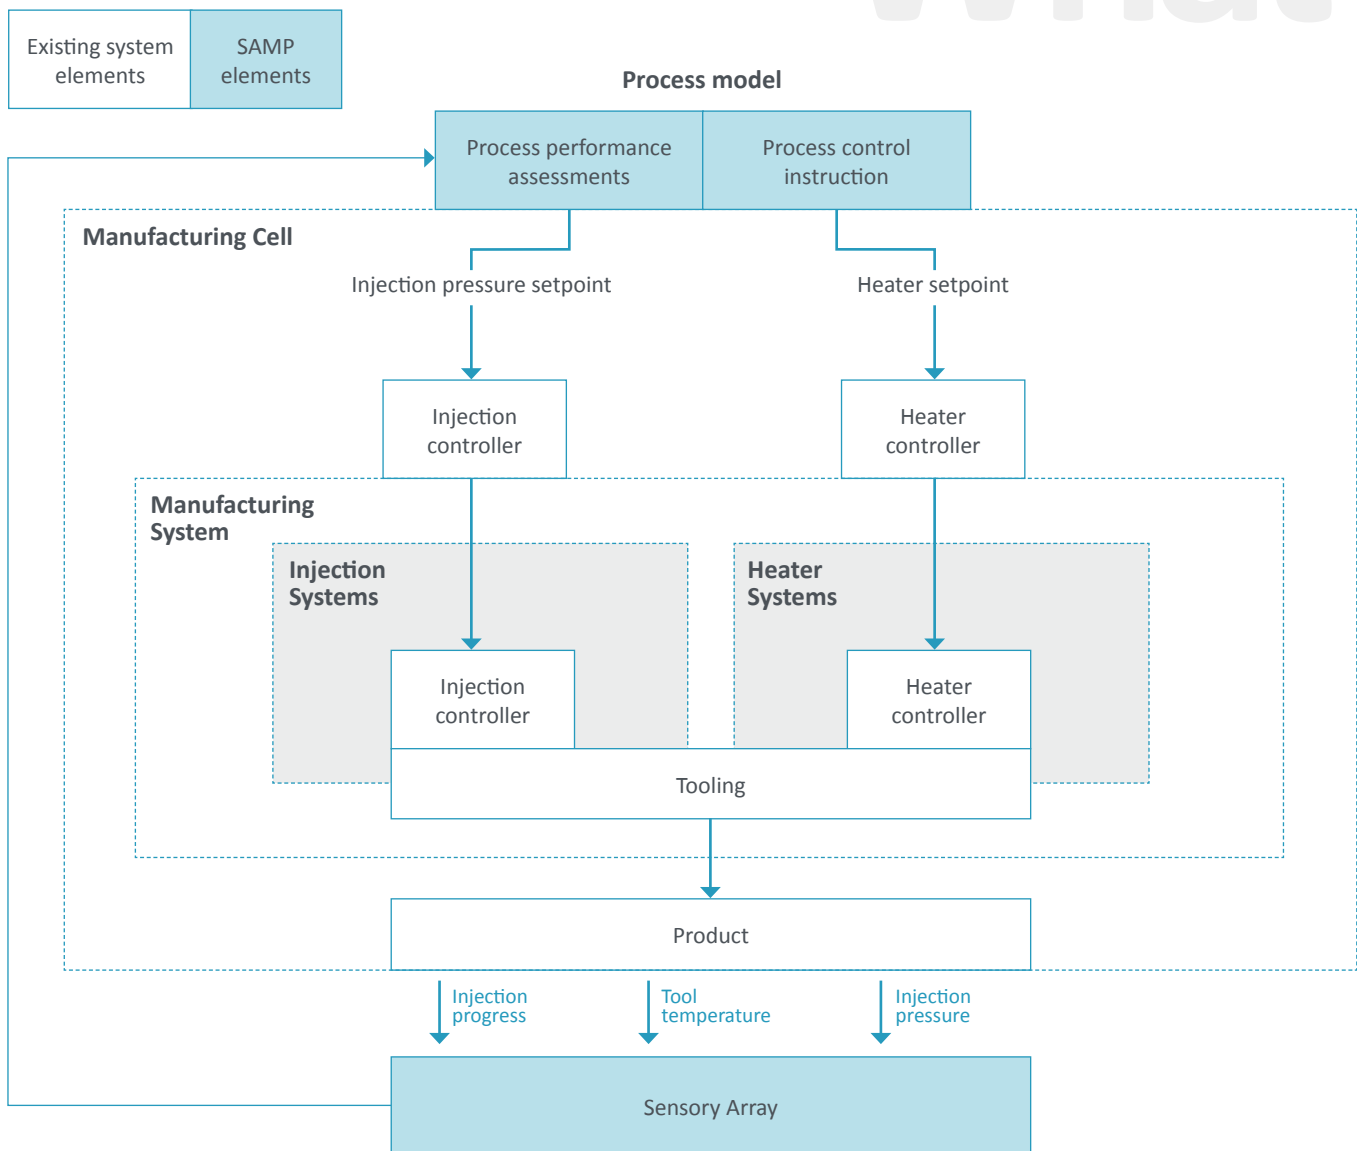 What
Existing system
elements
SAMP
elements
Process model
Process performance
assessments
Process control
instruction
Manufacturing Cell
Injection pressure setpoint
Heater setpoint
Injection
controller
Heater
controller
Manufacturing
System
Injection
Systems
Heater
Systems
Injection
controller
Heater
controller
Tooling
Product
Injection
progress
Tool
temperature
Injection
pressure
Sensory Array